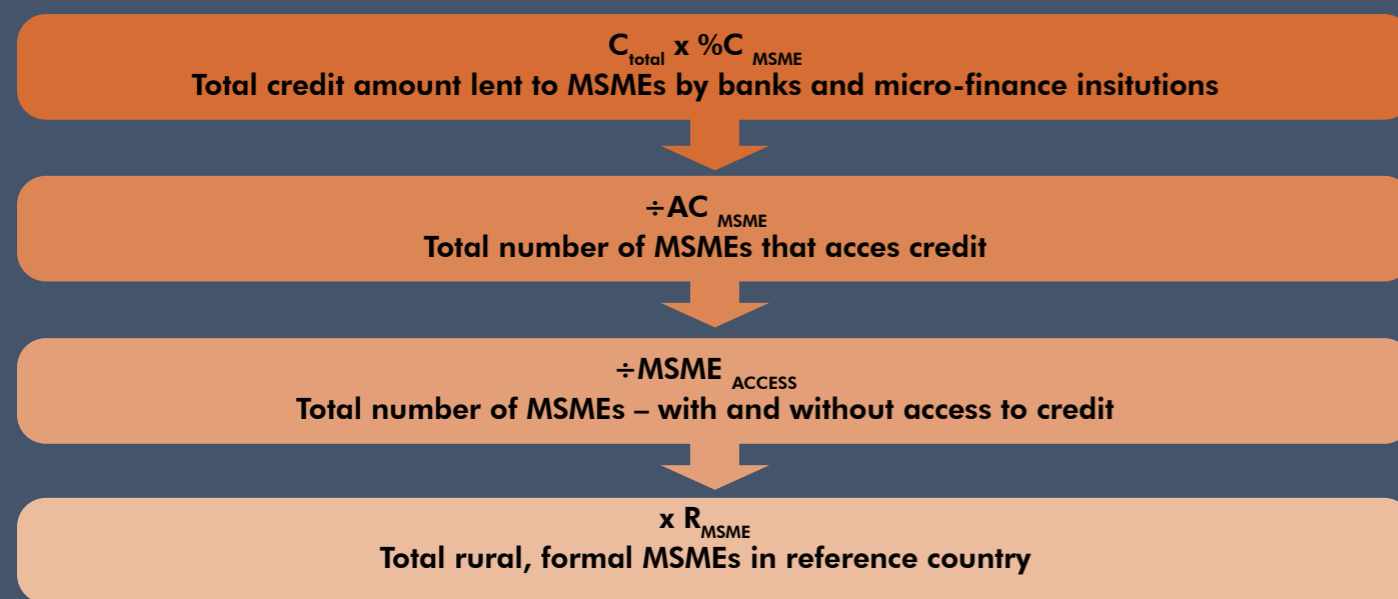 C total x %C MSME
Total credit amount lent to MSMEs by banks and micro-finance insitutions
÷AC MSME
Total number of MSMEs that acces credit
÷MSME ACCESS
Total number of MSMEs – with and without access to credit
x R MSME
Total rural, formal MSMEs in reference country